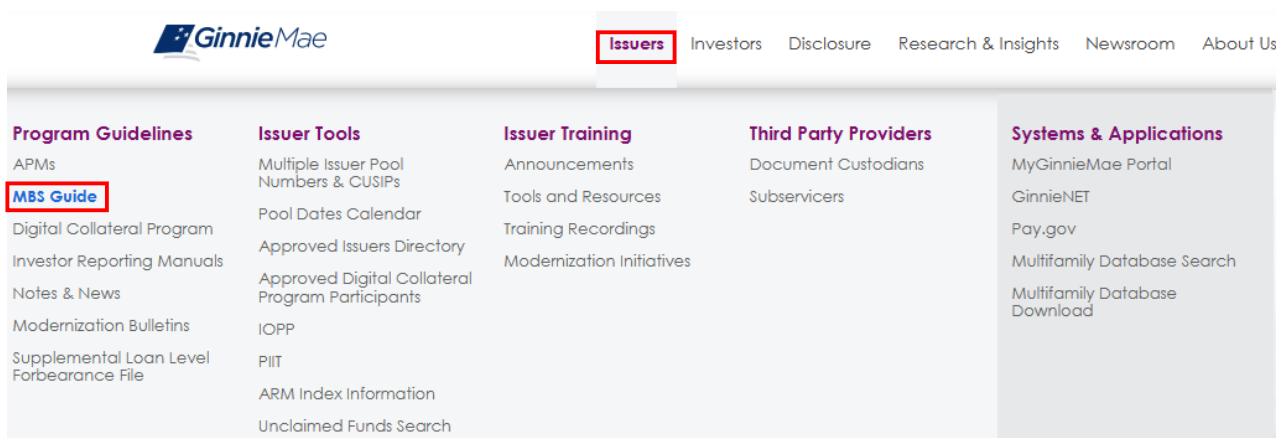 GinnieMae
Issuers Investors Disclosure Research & Insights Newsroom About Us
Program Guidelines
APMs
MBS Guide
Digital Collateral Program
Investor Reporting Manuals
Notes & News
Modernization Bulletins
Supplemental Loan Level
Forbearance File
Issuer Tools
Multiple Issuer Pool
Numbers & CUSIPs
Pool Dates Calendar
Approved Issuers Directory
Approved Digital Collateral
Program Participants
IOPP
PIIT
ARM Index Information
Unclaimed Funds Search
Issuer Training
Announcements
Tools and Resources
Training Recordings
Modernization Initiatives
Third Party Providers
Document Custodians
Subservicers
Systems & Applications
MyGinnieMae Portal
GinnieNET
Pay.gov
Multifamily Database Search
Multifamily Database
Download